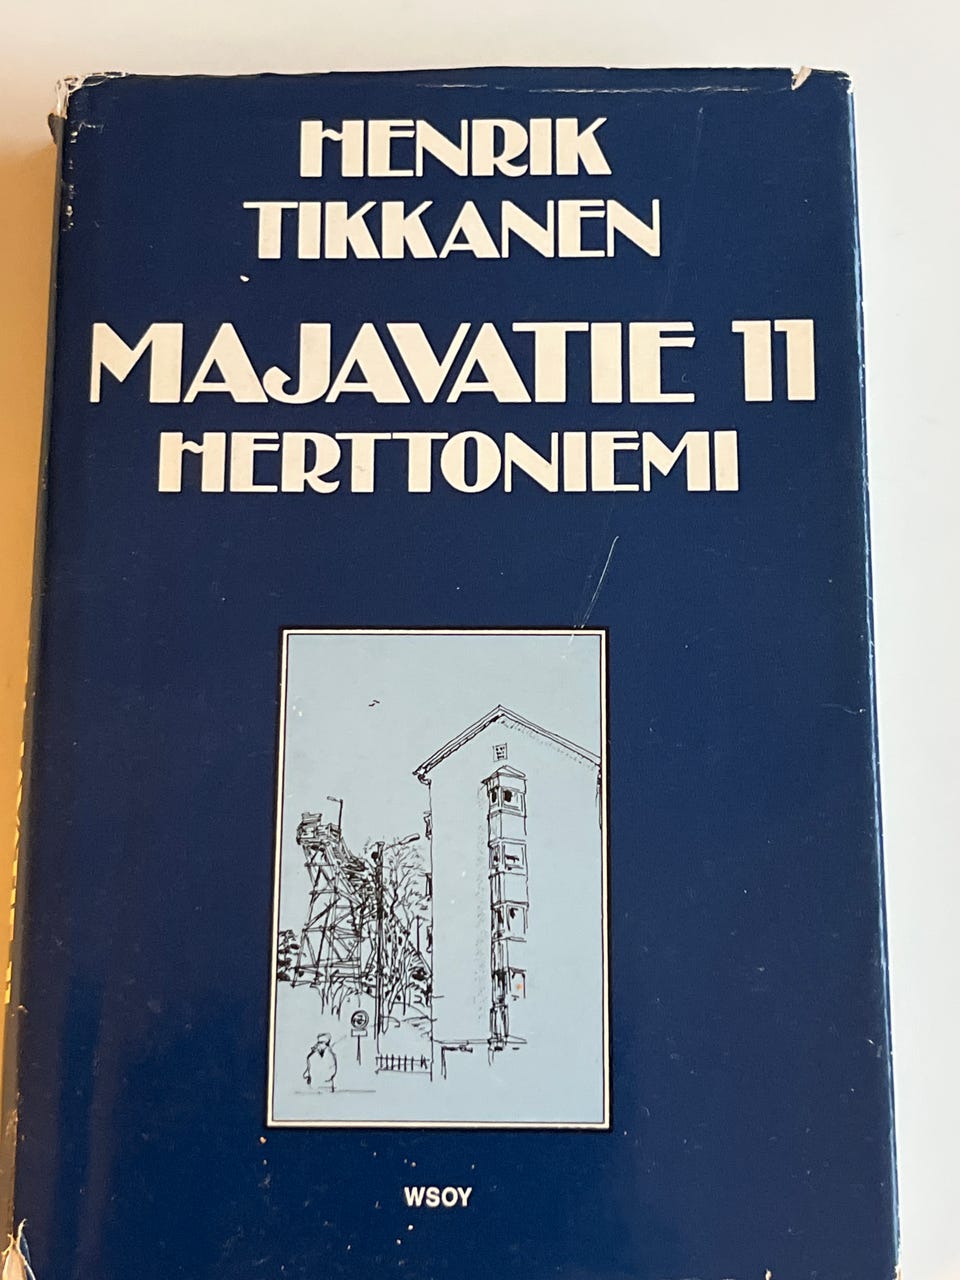 HENRIK
TIKKANEN
MAJAVATIE 11
HERTTONIEMI
WSOY